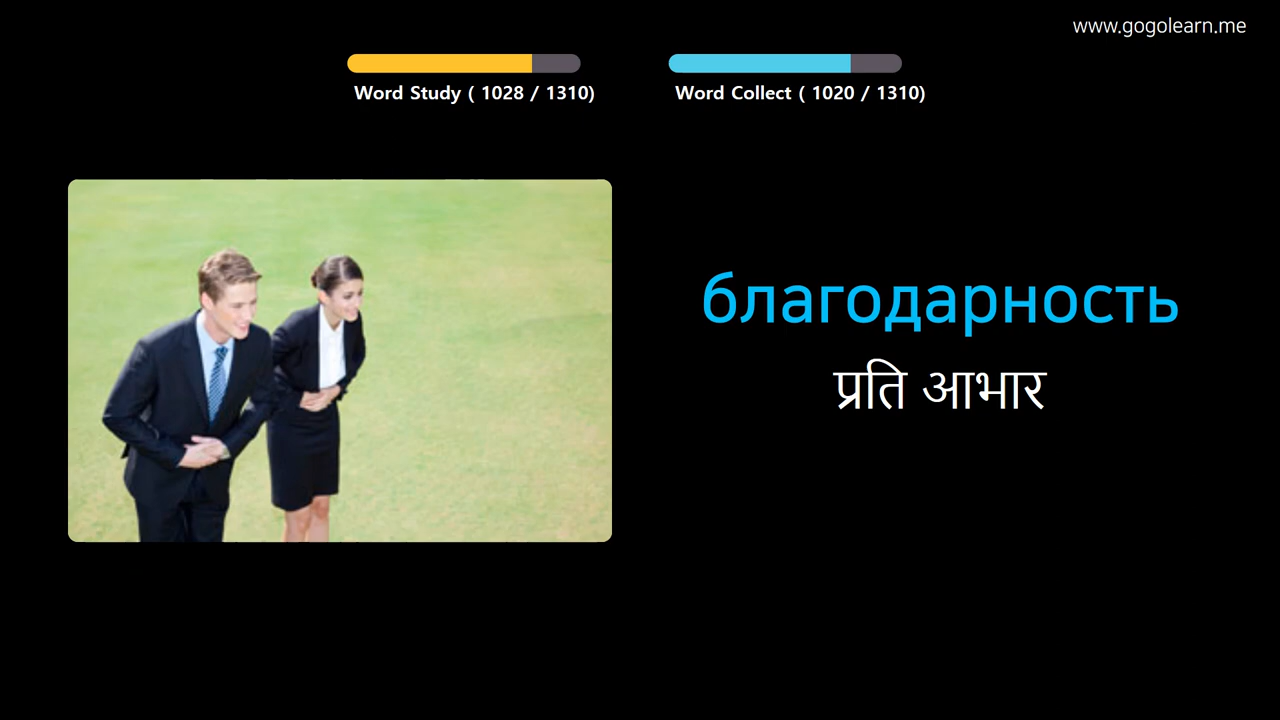 www.gogolearn.me
Word Study ( 1028 / 1310)
Word Collect ( 1020 / 1310)
благодарность
प्रति आभार